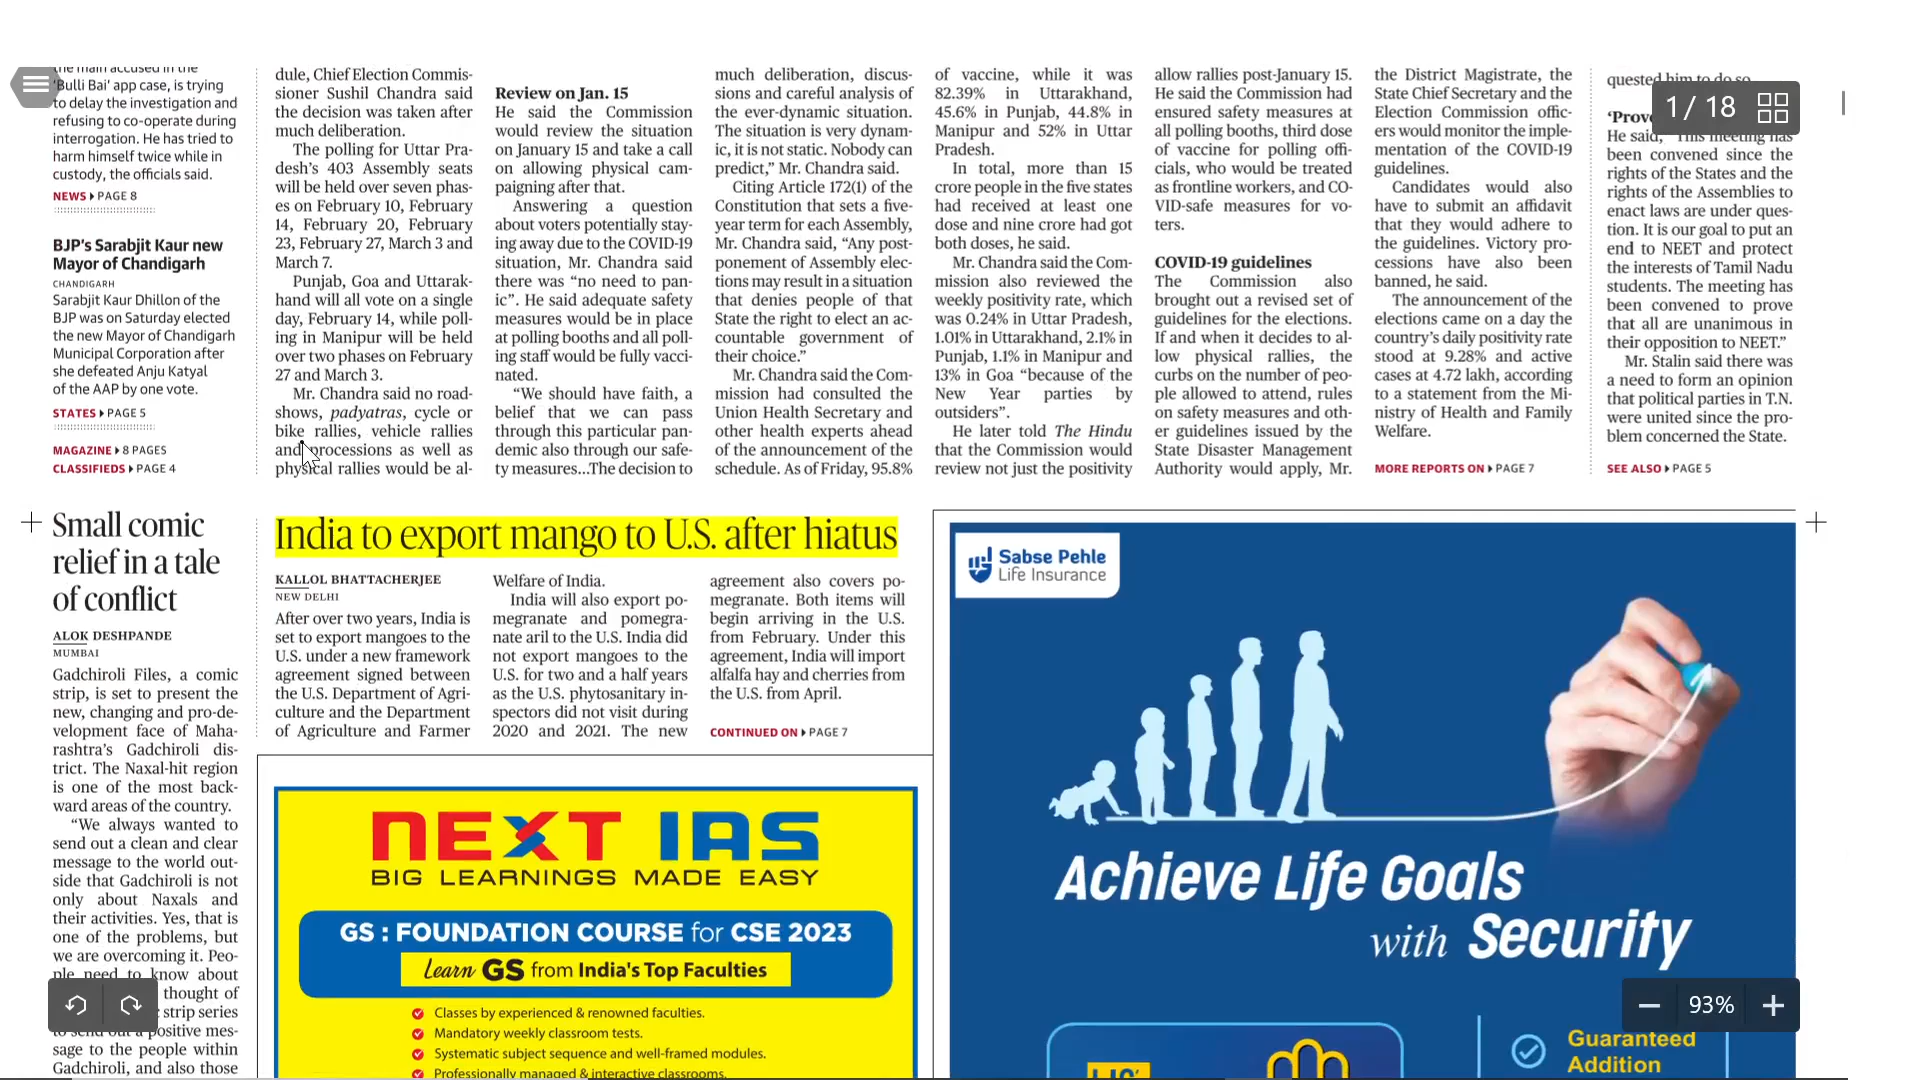 the main accused in the
'Bulli Bai' app case, is trying
to delay the investigation and
refusing to co-operate during
interrogation. He has tried to
harm himself twice while in
custody, the officials said.
NEWS PAGE 8
BJP's Sarabjit Kaur new
Mayor of Chandigarh
CHANDIGARH
Sarabjit Kaur Dhillon of the
BJP was on Saturday elected
the new Mayor of Chandigarh
Municipal Corporation after
she defeated Anju Katyal
of the AAP by one vote.
STATES PAGE 5
MAGAZINE 8 PAGES
CLASSIFIEDS PAGE 4
dule, Chief Election Commis-
sioner Sushil Chandra said
the decision was taken after
much deliberation.
The polling for Uttar Pra-
desh's 403 Assembly seats
will be held over seven phas-
es on February 10, February
14, February 20, February
23, February 27, March 3 and
March 7.
Punjab, Goa and Uttarak-
hand will all vote on a single
day, February 14, while poll-
ing in Manipur will be held
over two phases on February
27 and March 3.
Mr. Chandra said no road-
shows, padyatras, cycle or
bike rallies, vehicle rallies
and processions as well as
physical rallies would be al-
Review on Jan. 15
He said the Commission
would review the situation
on January 15 and take a call
on allowing physical cam-
paigning after that.
Answering a question
about voters potentially stay-
ing away due to the COVID-19
situation, Mr. Chandra said
there was “no need to pan-
ic”. He said adequate safety
measures would be in place
at polling booths and all poll-
ing staff would be fully vacci-
nated.
“We should have faith, a
belief that we can pass
through this particular pan-
demic also through our safe-
ty measures...The decision to
much deliberation, discus-
sions and careful analysis of
the ever-dynamic situation.
The situation is very dynam-
ic, it is not static. Nobody can
predict,” Mr. Chandra said.
Citing Article 172(1) of the
Constitution that sets a five-
year term for each Assembly,
Mr. Chandra said, “Any post-
ponement of Assembly elec-
tions may result in a situation
that denies people of that
State the right to elect an ac-
countable government of
their choice.”
Mr. Chandra said the Com-
mission had consulted the
Union Health Secretary and
other health experts ahead
of the announcement of the
schedule. As of Friday, 95.8%
of vaccine, while it was
82.39% in Uttarakhand,
45.6% in Punjab, 44.8% in
Manipur and 52% in Uttar
Pradesh.
In total, more than 15
crore people in the five states
had received at least one
dose and nine crore had got
both doses, he said.
Mr. Chandra said the Com-
mission also reviewed the
weekly positivity rate, which
was 0.24% in Uttar Pradesh,
1.01% in Uttarakhand, 2.1% in
Punjab, 1.1% in Manipur and
13% in Goa “because of the
New Year parties by
outsiders”.
He later told The Hindu
that the Commission would
review not just the positivity
allow rallies post-January 15.
He said the Commission had
ensured safety measures at
all polling booths, third dose
of vaccine for polling offi-
cials, who would be treated
as frontline workers, and CO-
VID-safe measures for vo-
ters.
COVID-19 guidelines
The Commission also
brought out a revised set of
guidelines for the elections.
If and when it decides to al-
low physical rallies, the
curbs on the number of peo-
ple allowed to attend, rules
on safety measures and oth-
er guidelines issued by the
State Disaster Management
Authority would apply, Mr.
the District Magistrate, the
State Chief Secretary and the
Election Commission offic-
ers would monitor the imple-
mentation of the COVID-19
guidelines.
Candidates would also
have to submit an affidavit
that they would adhere to
the guidelines. Victory pro-
cessions have also been
banned, he said.
The announcement of the
elections came on a day the
country's daily positivity rate
stood at 9.28% and active
cases at 4.72 lakh, according
to a statement from the Mi-
nistry of Health and Family
Welfare.
MORE REPORTS ON PAGE 7
quested him to do so.
1 / 18
'Prove
He said, “This meeting has
been convened since the
rights of the States and the
rights of the Assemblies to
enact laws are under ques-
tion. It is our goal to put an
end to NEET and protect
the interests of Tamil Nadu
students. The meeting has
been convened to prove
that all are unanimous in
their opposition to NEET.”
Mr. Stalin said there was
a need to form an opinion
that political parties in T.N.
were united since the pro-
blem concerned the State.
SEE ALSO PAGE 5
Small comic
relief in a tale
of conflict
ALOK DESHPANDE
MUMBAI
Gadchiroli Files, a comic
strip, is set to present the
new, changing and pro-de-
velopment face of Maha-
rashtra's Gadchiroli dis-
trict. The Naxal-hit region
is one of the most back-
ward areas of the country.
“We always wanted to
send out a clean and clear
message to the world out-
side that Gadchiroli is not
only about Naxals and
their activities. Yes, that is
one of the problems, but
we are overcoming it. Peo-
ple need to know about
thought of
strip series
to send out a positive mes-
sage to the people within
Gadchiroli, and also those
India to export mango to U.S. after hiatus
KALLOL BHATTACHERJEE
NEW DELHI
After over two years, India is
set to export mangoes to the
U.S. under a new framework
agreement signed between
the U.S. Department of Agri-
culture and the Department
of Agriculture and Farmer
Welfare of India.
India will also export po-
megranate and pomegra-
nate aril to the U.S. India did
not export mangoes to the
U.S. for two and a half years
as the U.S. phytosanitary in-
spectors did not visit during
2020 and 2021. The new
agreement also covers po-
megranate. Both items will
begin arriving in the U.S.
from February. Under this
agreement, India will import
alfalfa hay and cherries from
the U.S. from April.
CONTINUED ON PAGE 7
NEXT IAS
BIG LEARNINGS MADE EASY
GS : FOUNDATION COURSE for CSE 2023
Learn GS from India's Top Faculties
Classes by experienced & renowned faculties.
Mandatory weekly classroom tests.
Systematic subject sequence and well-framed modules.
Professionally managed & interactive classrooms.
Sabse Pehle
Life Insurance
Achieve Life Goals
with Security
Guaranteed
Addition
93%